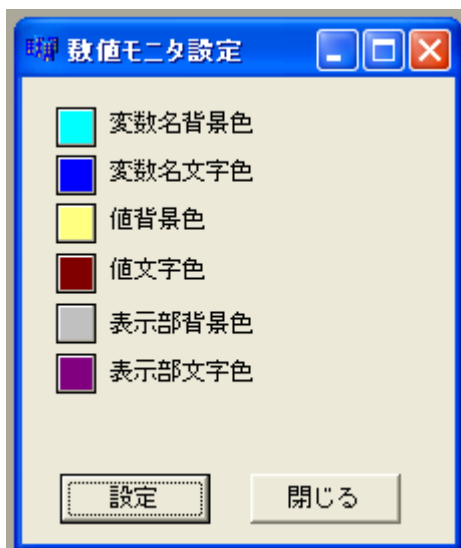 数値モニタ設定
変数名背景色
変数名文字色
値背景色
値文字色
表示部背景色
表示部文字色
設定
閉じる